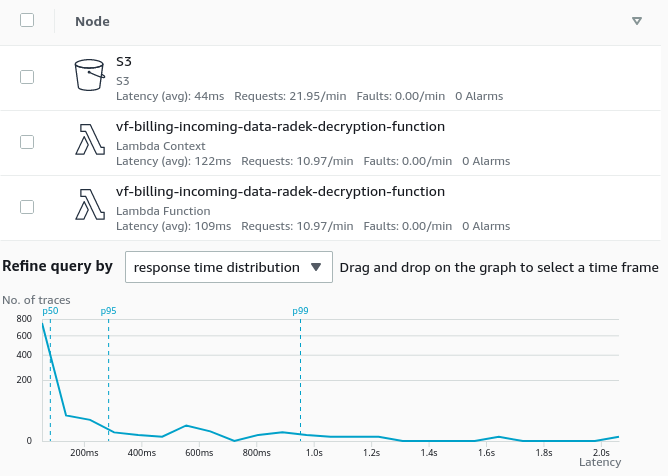 Node
S3
S3
Latency (avg): 44ms Requests: 21.95/min Faults: 0.00/min 0 Alarms
vf-billing-incoming-data-radek-decryption-function
Lambda Context
Latency (avg): 122ms Requests: 10.97/min Faults: 0.00/min 0 Alarms
vf-billing-incoming-data-radek-decryption-function
Lambda Function
Latency (avg): 109ms Requests: 10.97/min Faults: 0.00/min 0 Alarms
Refine query by response time distribution Drag and drop on the graph to select a time frame
No. of traces
p50 p95 p99
800
600
400
200
0
200ms 400ms 600ms 800ms 1.0s 1.2s 1.4s 1.6s 1.8s 2.0s
Latency